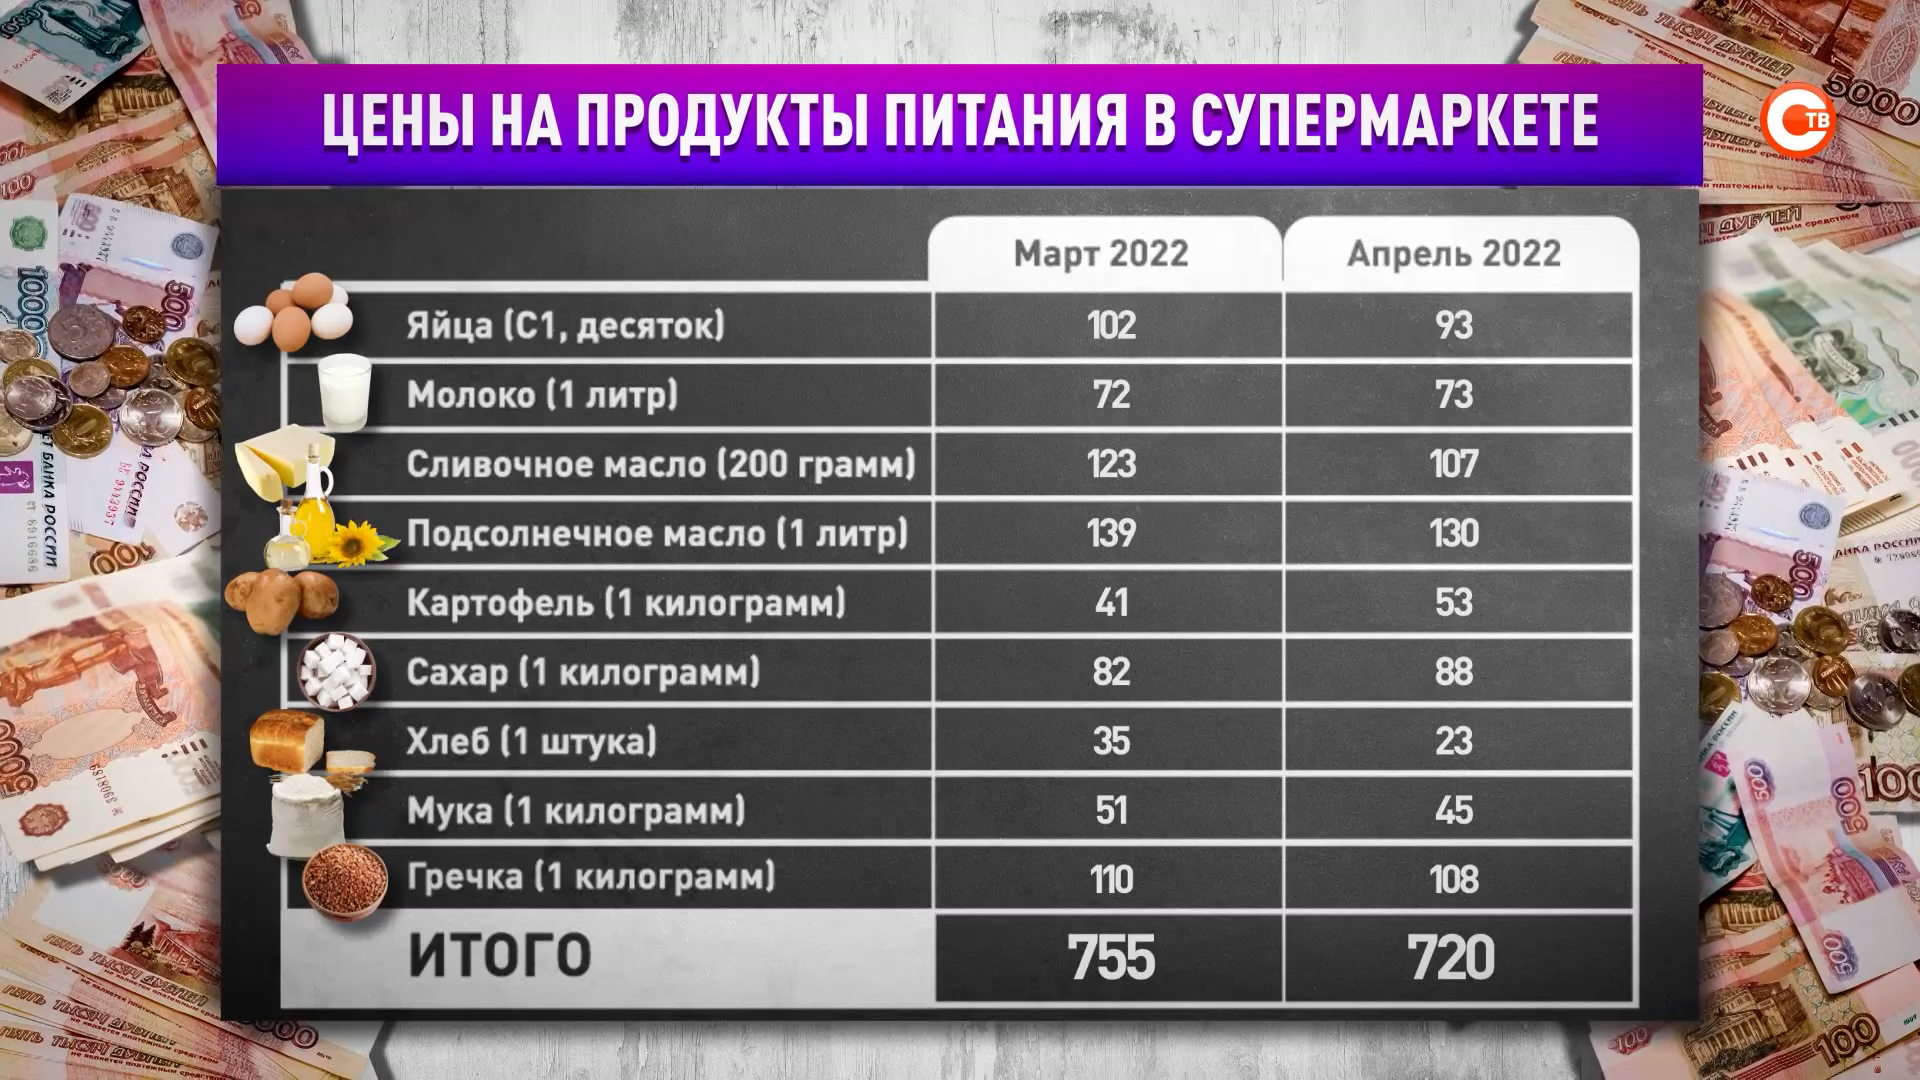 ЦЕНЫ НА ПРОДУКТЫ ПИТАНИЯ В СУПЕРМАРКЕТЕ
СТВ
Март 2022 Апрель 2022
Яйца (С1, десяток) 102 93
Молоко (1 литр) 72 73
Сливочное масло (200 грамм) 123 107
Подсолнечное масло (1 литр) 139 130
Картофель (1 килограмм) 41 53
Сахар (1 килограмм) 82 88
Хлеб (1 штука) 35 23
Мука (1 килограмм) 51 45
Гречка (1 килограмм) 110 108
ИТОГО 755 720